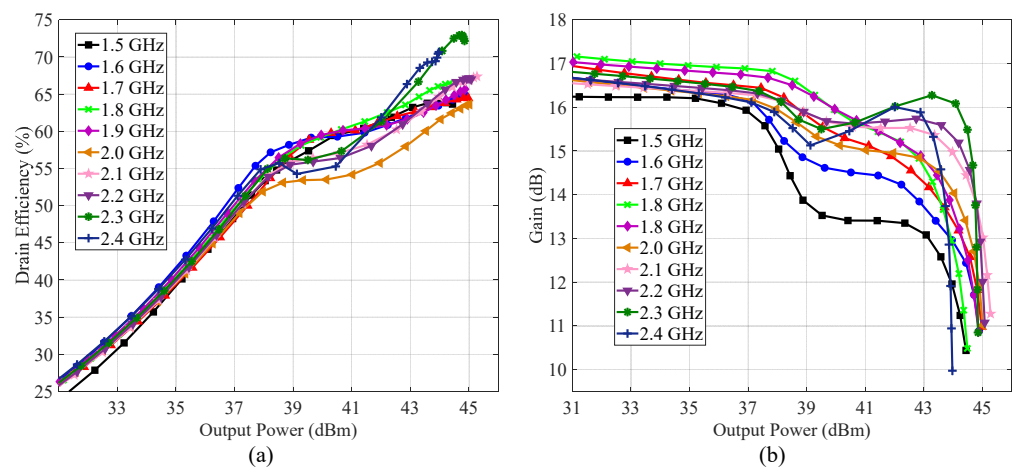 75
70
65
60
55
50
45
40
35
30
25
Drain Efficiency (%)
1.5 GHz
1.6 GHz
1.7 GHz
1.8 GHz
1.9 GHz
2.0 GHz
2.1 GHz
2.2 GHz
2.3 GHz
2.4 GHz
33 35 37 39 41 43 45
Output Power (dBm)
(a)
18
17
16
15
14
13
12
11
10
Gain (dB)
1.5 GHz
1.6 GHz
1.7 GHz
1.8 GHz
1.8 GHz
2.0 GHz
2.1 GHz
2.2 GHz
2.3 GHz
2.4 GHz
31 33 35 37 39 41 43 45
Output Power (dBm)
(b)